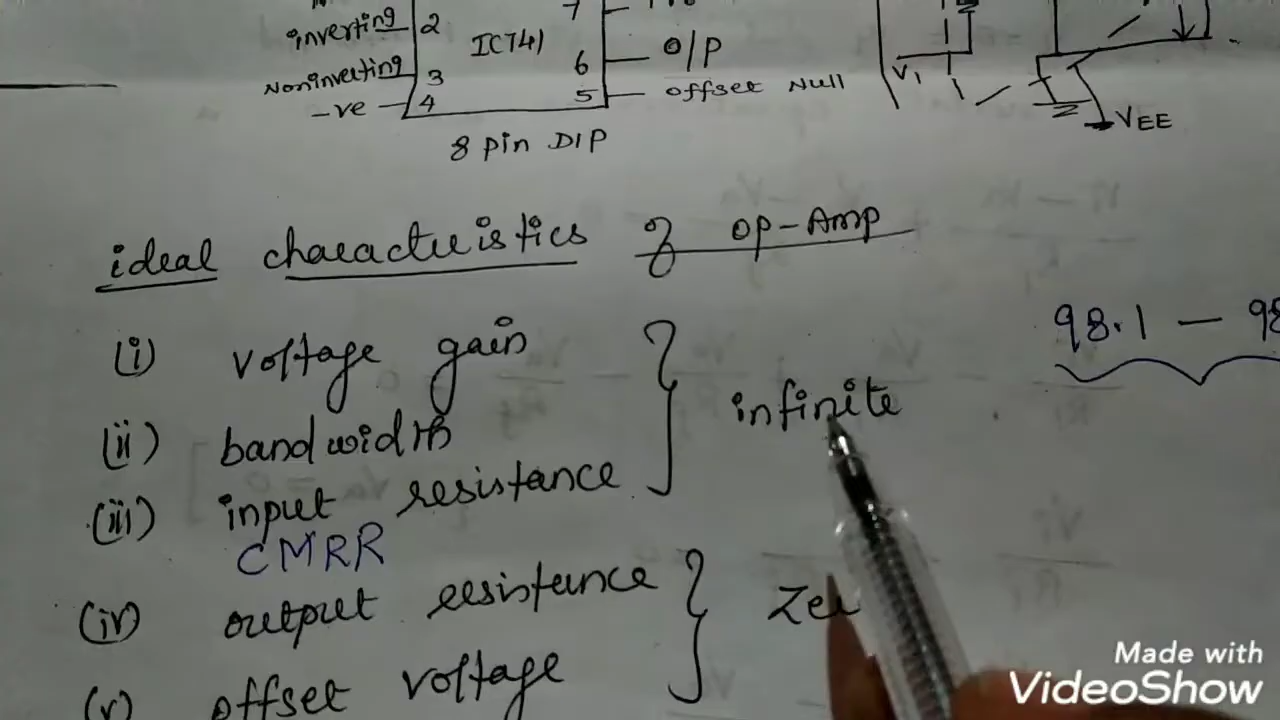 inverting 2
7
IC741
6 O/P
Noninverting 3
5 offset Null
-ve 4
8 pin DIP
V1
VEE
ideal characteristics of OP-Amp
(i) voltage gain
(ii) bandwidth
infinite
(iii) input resistance
CMRR
(iv) output resistance
(v) offset voltage
98.1 -
Made with
VideoShow